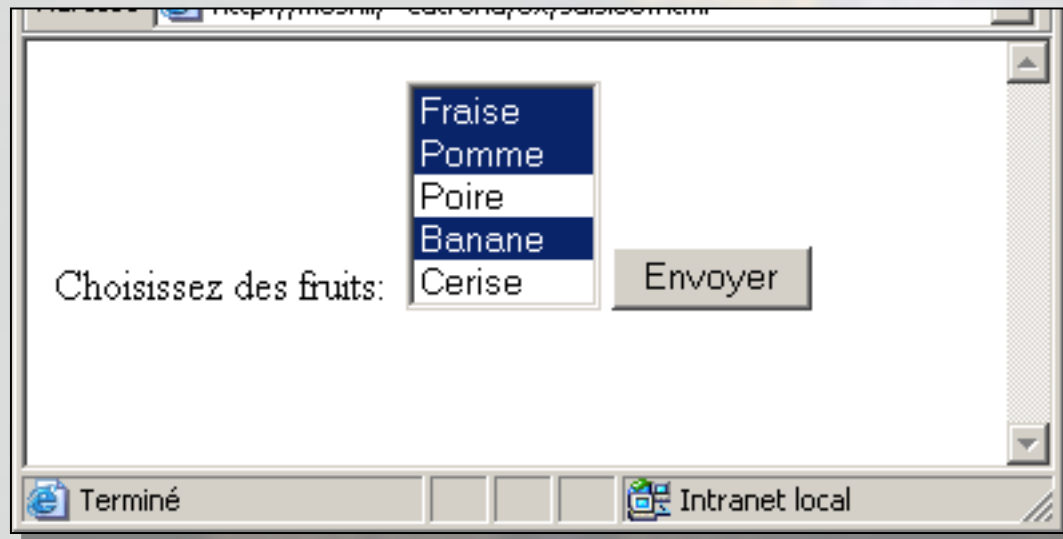 Fraise
Pomme
Poire
Banane
Choisissez des fruits: Cerise Envoyer
Terminé Intranet local